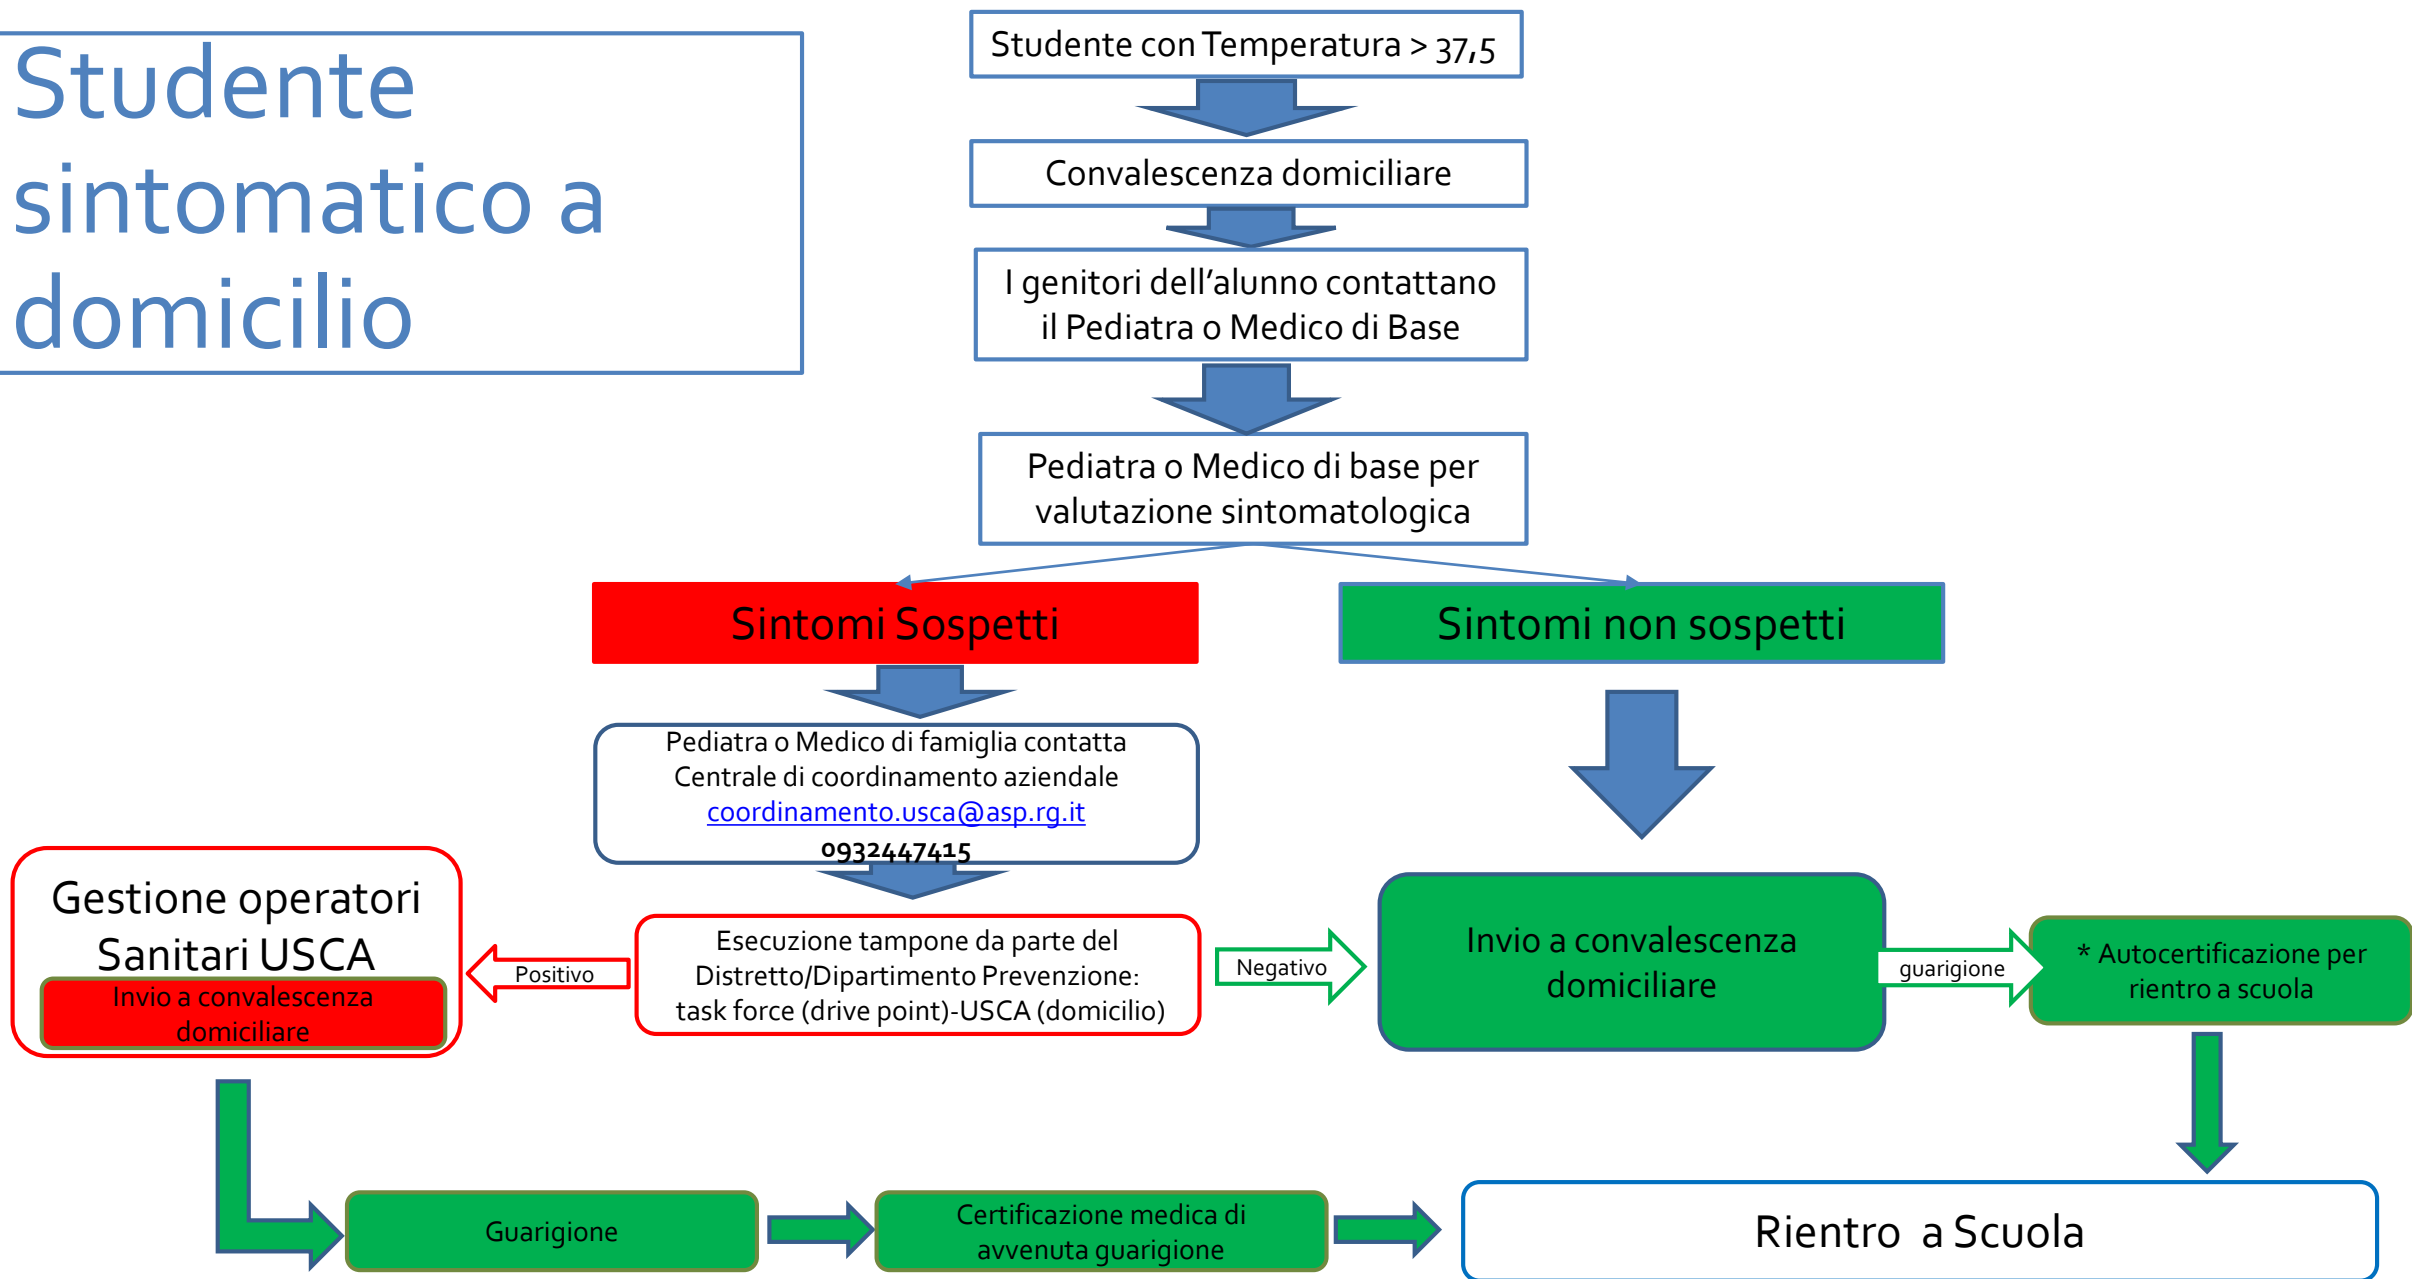 Studente
sintomatico a
domicilio
Studente con Temperatura > 37,5
Convalescenza domiciliare
I genitori dell'alunno contattano
il Pediatra o Medico di Base
Pediatra o Medico di base per
valutazione sintomatologica
Sintomi Sospetti
Sintomi non sospetti
Pediatra o Medico di famiglia contatta
Centrale di coordinamento aziendale
coordinamento.usca@asp.rg.it
0932447415
Gestione operatori
Sanitari USCA
Invio a convalescenza
domiciliare
Positivo
Esecuzione tampone da parte del
Distretto/Dipartimento Prevenzione:
task force (drive point)-USCA (domicilio)
Negativo
Invio a convalescenza
domiciliare
guarigione
* Autocertificazione per
rientro a scuola
Guarigione
Certificazione medica di
avvenuta guarigione
Rientro a Scuola